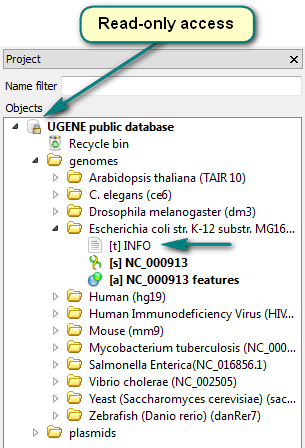 Read-only access
Project
Name filter
Objects
UGENE public database
Recycle bin
genomes
Arabidopsis thaliana (TAIR 10)
C. elegans (ce6)
Drosophila melanogaster (dm3)
Escherichia coli str. K-12 substr. MG16...
[t] INFO
[s] NC_000913
[a] NC_000913 features
Human (hg19)
Human Immunodeficiency Virus (HIV...
Mouse (mm9)
Mycobacterium tuberculosis (NC_000...
Salmonella Enterica(NC_016856.1)
Vibrio cholerae (NC_002505)
Yeast (Saccharomyces cerevisiae) (sac...
Zebrafish (Danio rerio) (danRer7)
plasmids